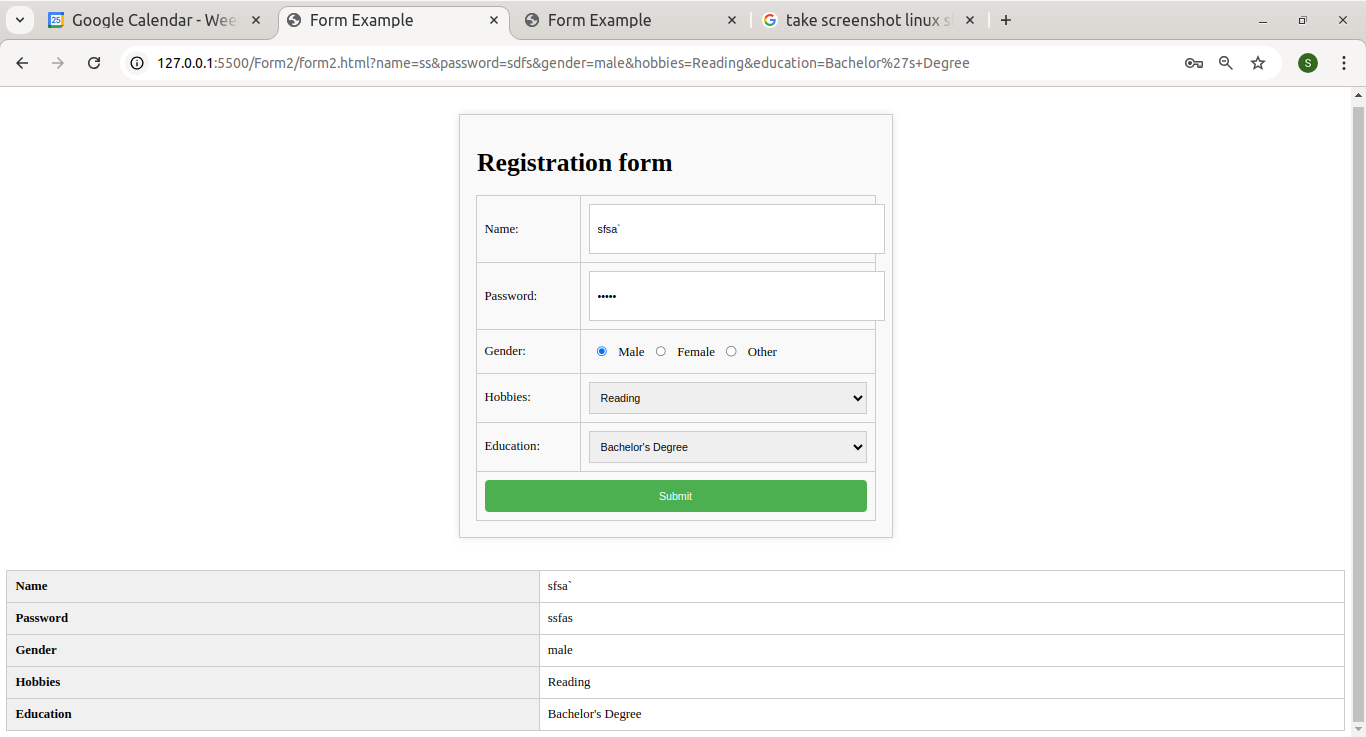 Google Calendar - Wee
Form Example
Form Example
take screenshot linux s
127.0.0.1:5500/Form2/form2.html?name=ss&password=sdfs&gender=male&hobbies=Reading&education=Bachelor%27s+Degree
S
Registration form
Name: sfsa`
Password: •••••
Gender: Male Female Other
Hobbies: Reading
Education: Bachelor's Degree
Submit
Name sfsa`
Password ssfas
Gender male
Hobbies Reading
Education Bachelor's Degree